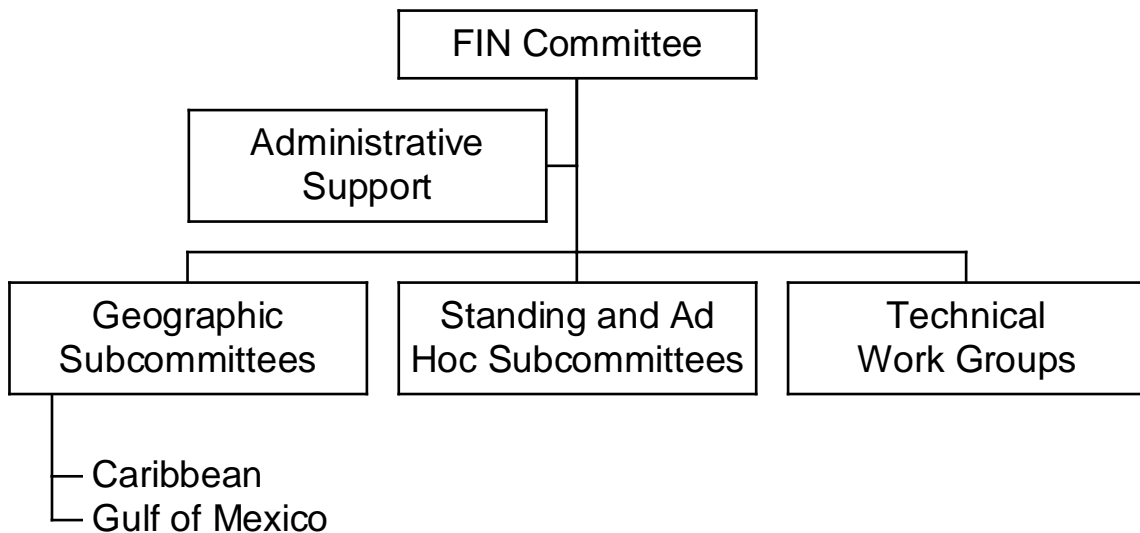 FIN Committee
Administrative
Support
Geographic
Subcommittees
Standing and Ad
Hoc Subcommittees
Technical
Work Groups
Caribbean
Gulf of Mexico